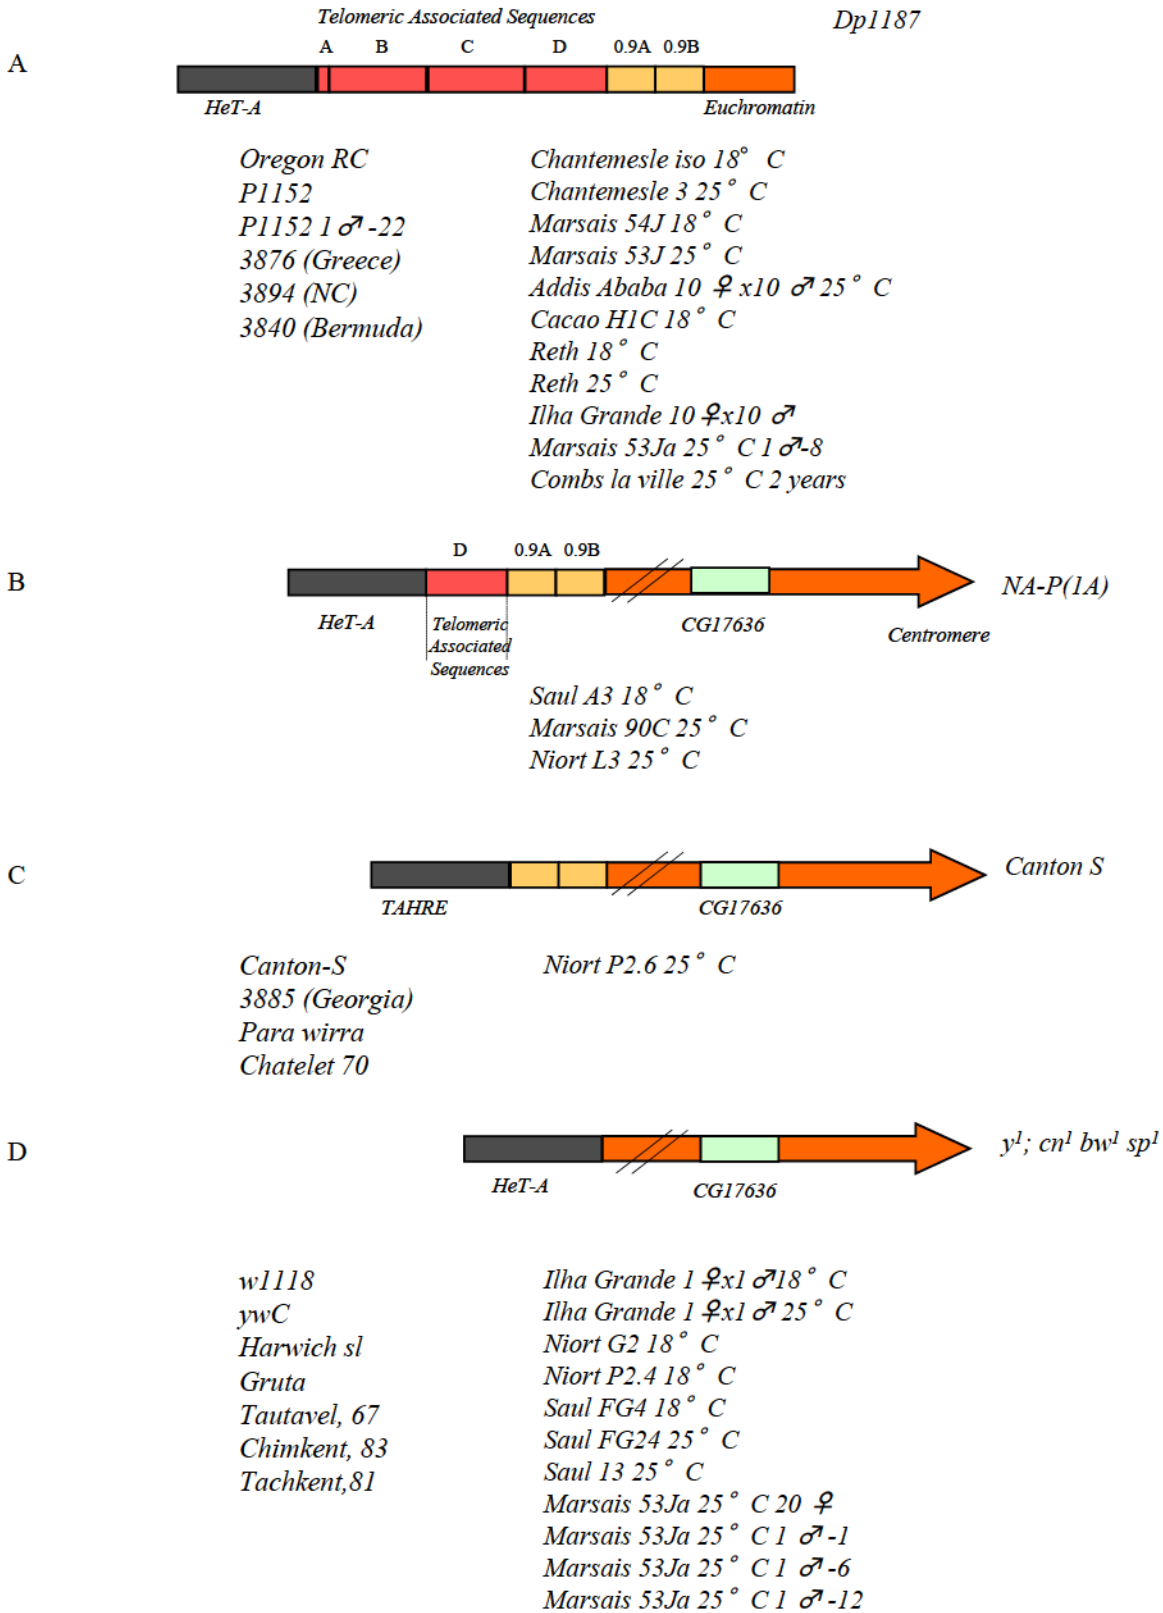 Telomeric Associated Sequences
Dp1187
A
A B C D 0.9A 0.9B
HeT-A
Euchromatin
Oregon RC
P1152
P1152 1 ♂ -22
3876 (Greece)
3894 (NC)
3840 (Bermuda)
Chantemesle iso 18° C
Chantemesle 3 25° C
Marsais 54J 18° C
Marsais 53J 25° C
Addis Ababa 10 ♀ x10 ♂ 25° C
Cacao H1C 18° C
Reth 18° C
Reth 25° C
Ilha Grande 10 ♀x10 ♂
Marsais 53Ja 25° C 1 ♂-8
Combs la ville 25° C 2 years
B
D 0.9A 0.9B
NA-P(1A)
HeT-A
Telomeric
Associated
Sequences
CG17636
Centromere
Saul A3 18° C
Marsais 90C 25° C
Niort L3 25° C
C
Canton S
TAHRE
CG17636
Canton-S
3885 (Georgia)
Para wirra
Chatelet 70
Niort P2.6 25° C
D
y1; cn1 bw1 sp1
HeT-A
CG17636
w1118
ywC
Harwich sl
Gruta
Tautavel, 67
Chimkent, 83
Tachkent,81
Ilha Grande 1 ♀x1 ♂18° C
Ilha Grande 1 ♀x1 ♂ 25° C
Niort G2 18° C
Niort P2.4 18° C
Saul FG4 18° C
Saul FG24 25° C
Saul 13 25° C
Marsais 53Ja 25° C 20 ♀
Marsais 53Ja 25° C 1 ♂ -1
Marsais 53Ja 25° C 1 ♂ -6
Marsais 53Ja 25° C 1 ♂ -12